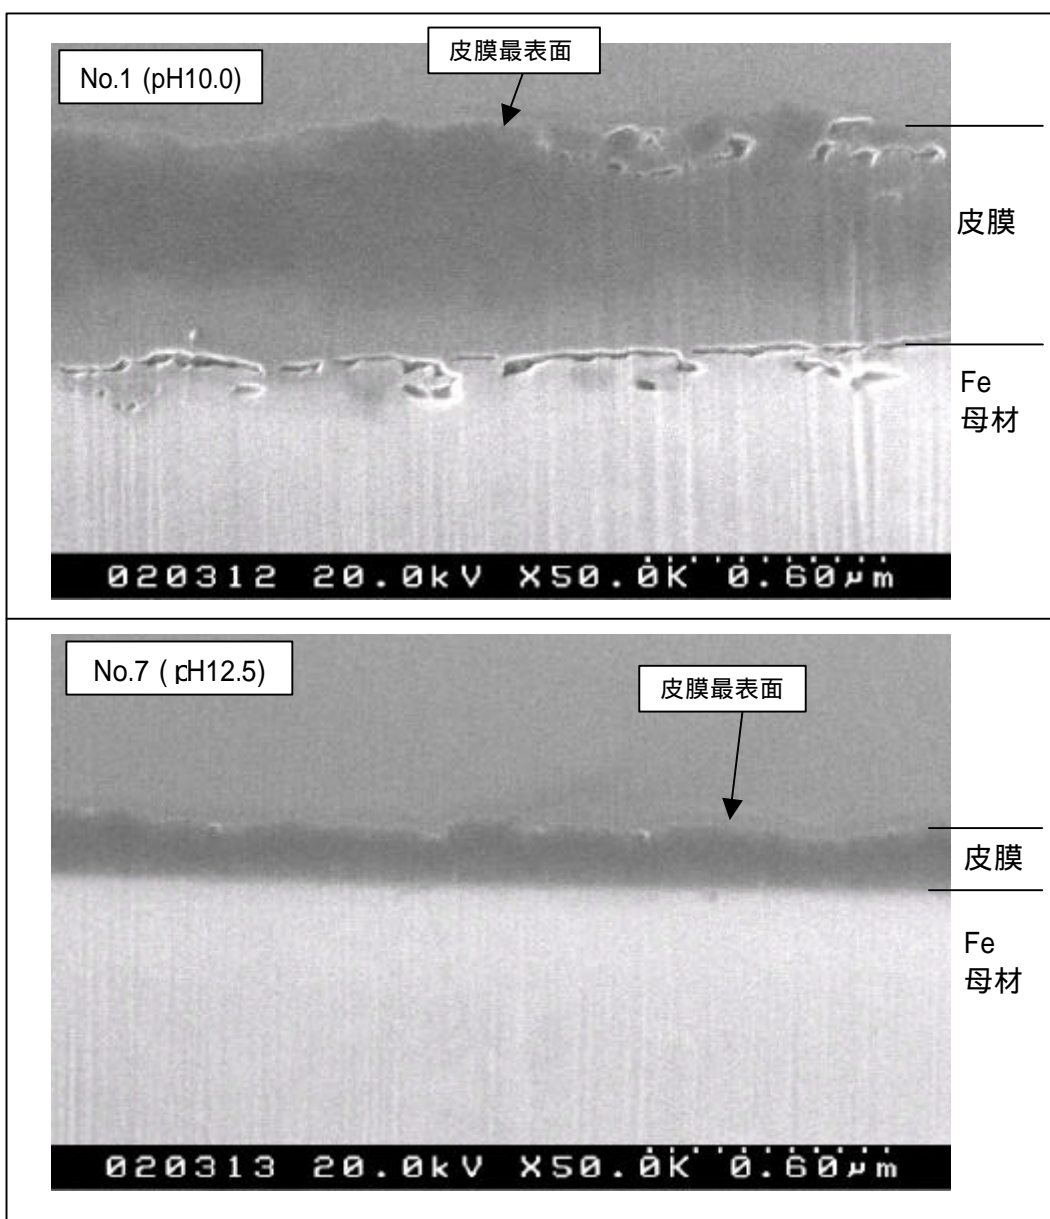 皮膜最表面
No.1 (pH10.0)
皮膜
Fe
母材
020312 20.0kV X50.0K 0.60µm
No.7 (pH12.5)
皮膜最表面
皮膜
Fe
母材
020313 20.0kV X50.0K 0.60µm